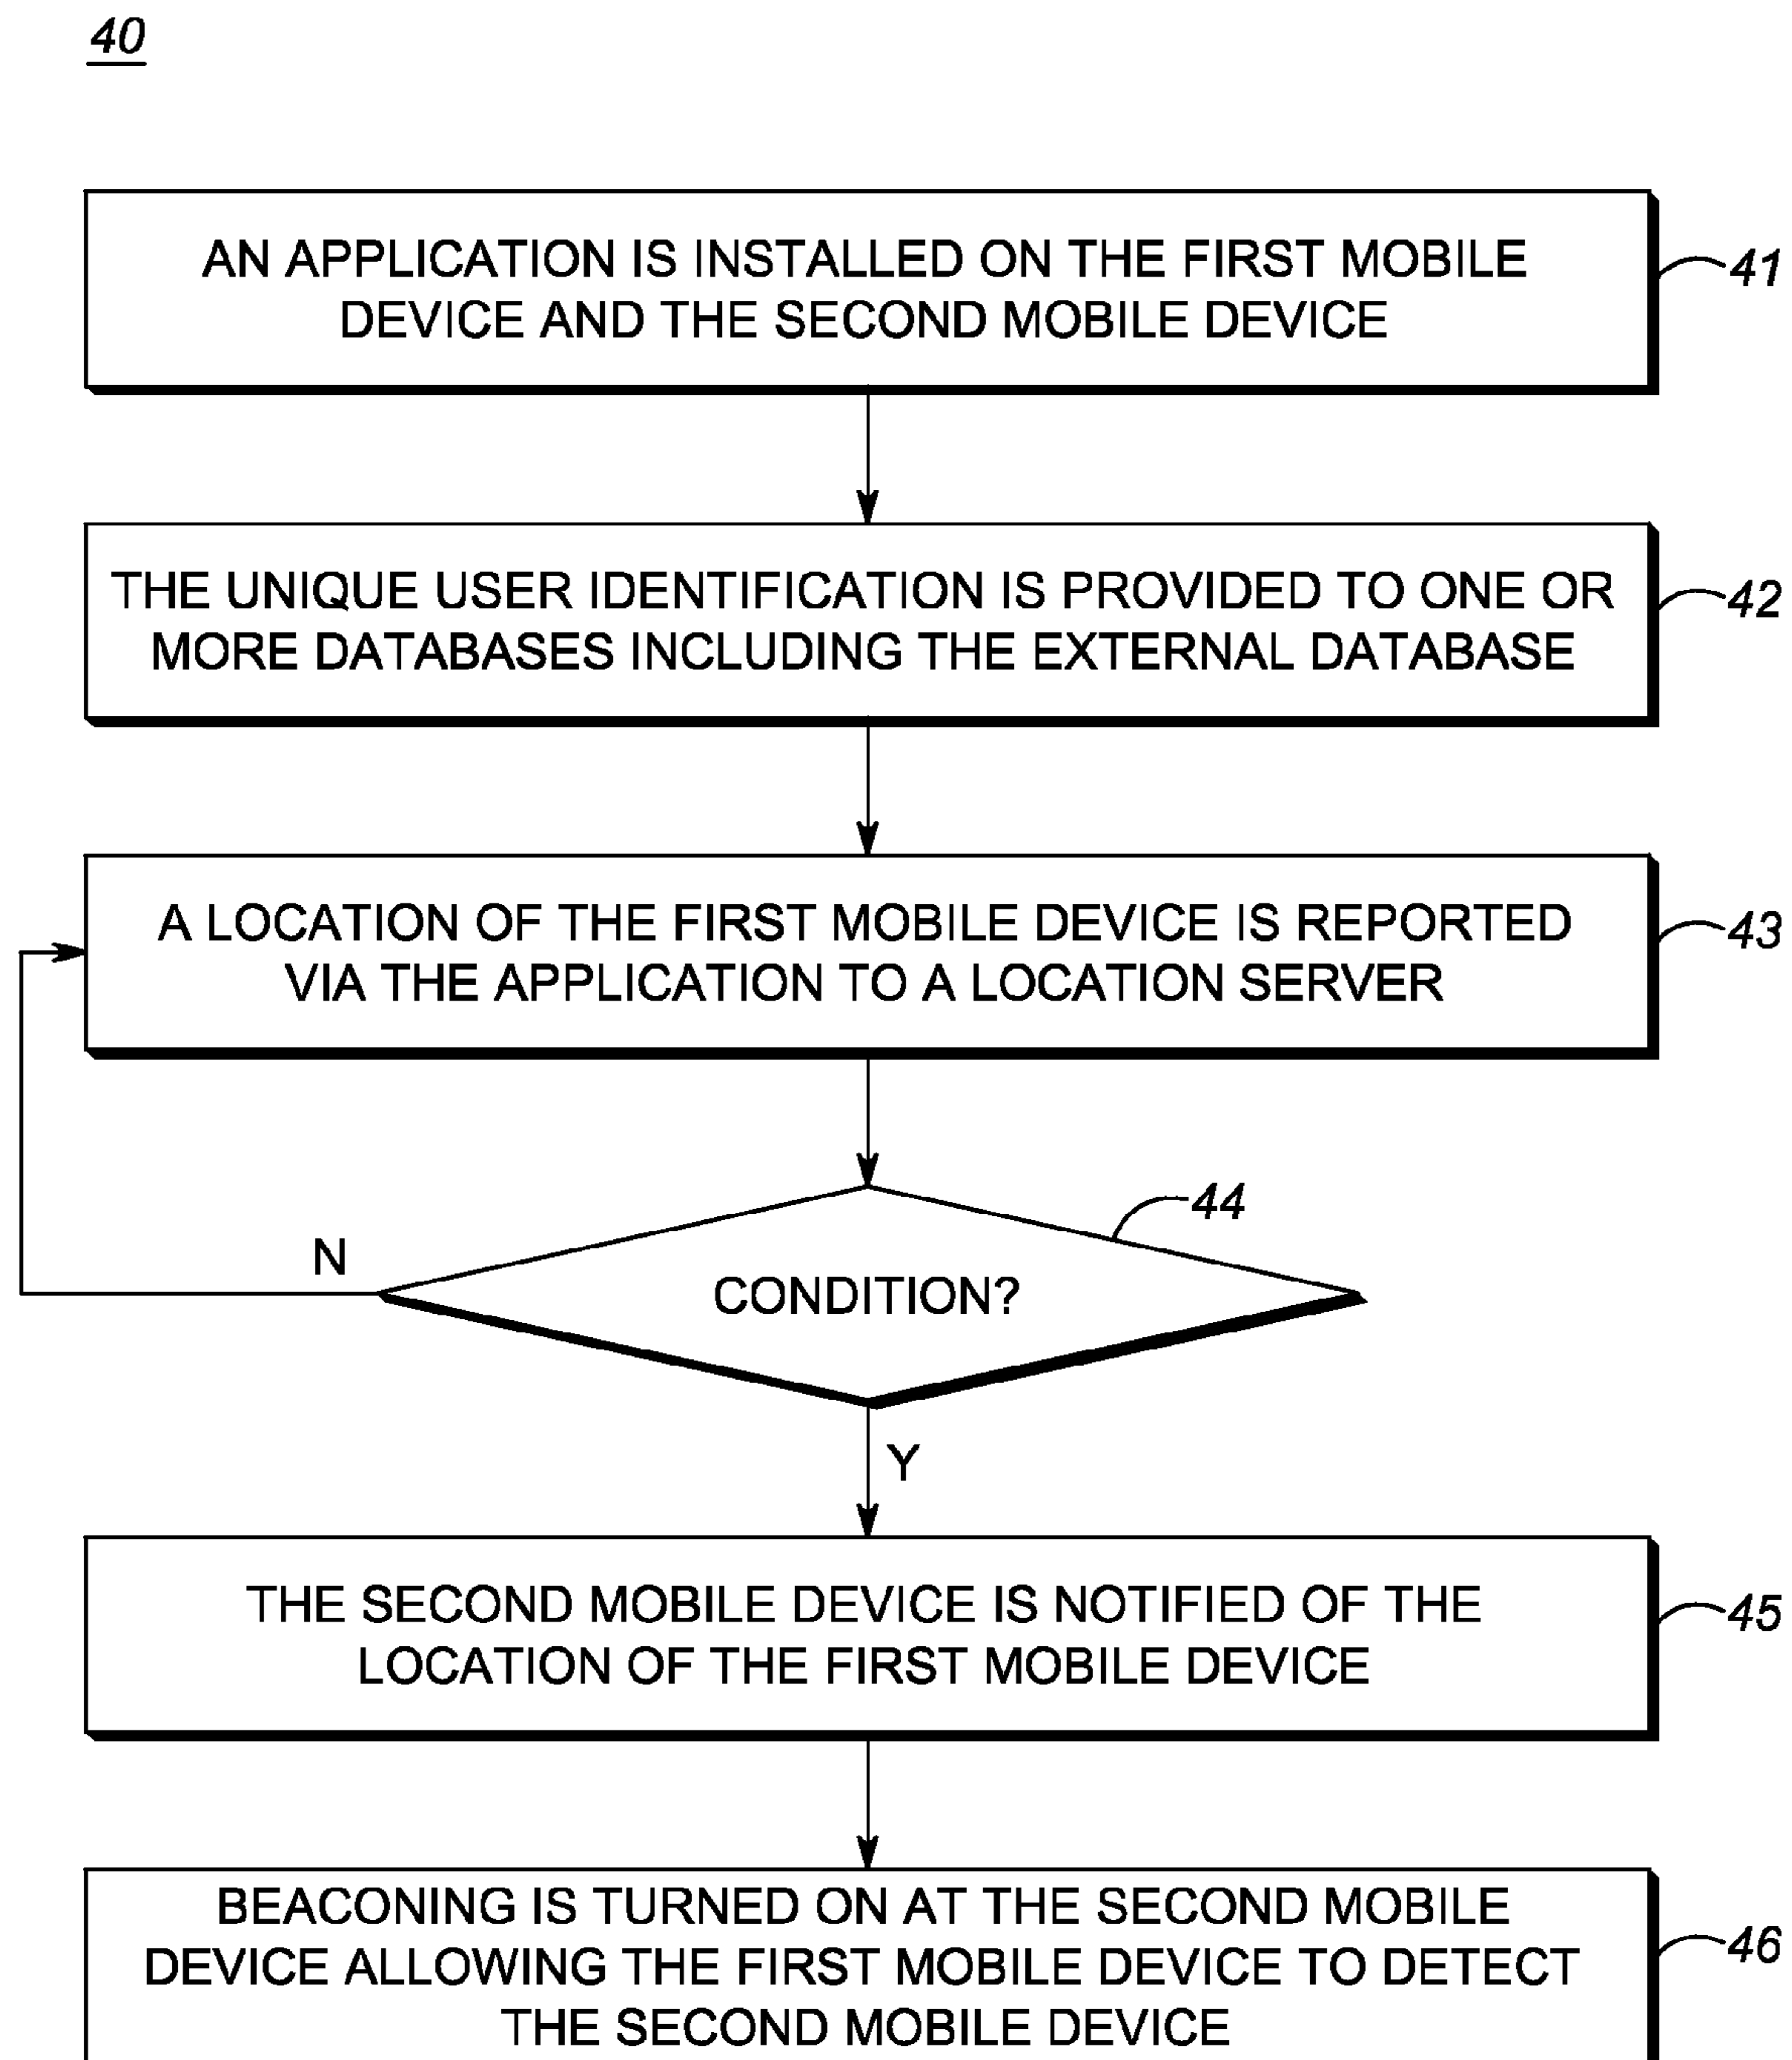 40
AN APPLICATION IS INSTALLED ON THE FIRST MOBILE
DEVICE AND THE SECOND MOBILE DEVICE
41
THE UNIQUE USER IDENTIFICATION IS PROVIDED TO ONE OR
MORE DATABASES INCLUDING THE EXTERNAL DATABASE
42
A LOCATION OF THE FIRST MOBILE DEVICE IS REPORTED
VIA THE APPLICATION TO A LOCATION SERVER
43
44
N
CONDITION?
Y
THE SECOND MOBILE DEVICE IS NOTIFIED OF THE
LOCATION OF THE FIRST MOBILE DEVICE
45
BEACONING IS TURNED ON AT THE SECOND MOBILE
DEVICE ALLOWING THE FIRST MOBILE DEVICE TO DETECT
THE SECOND MOBILE DEVICE
46